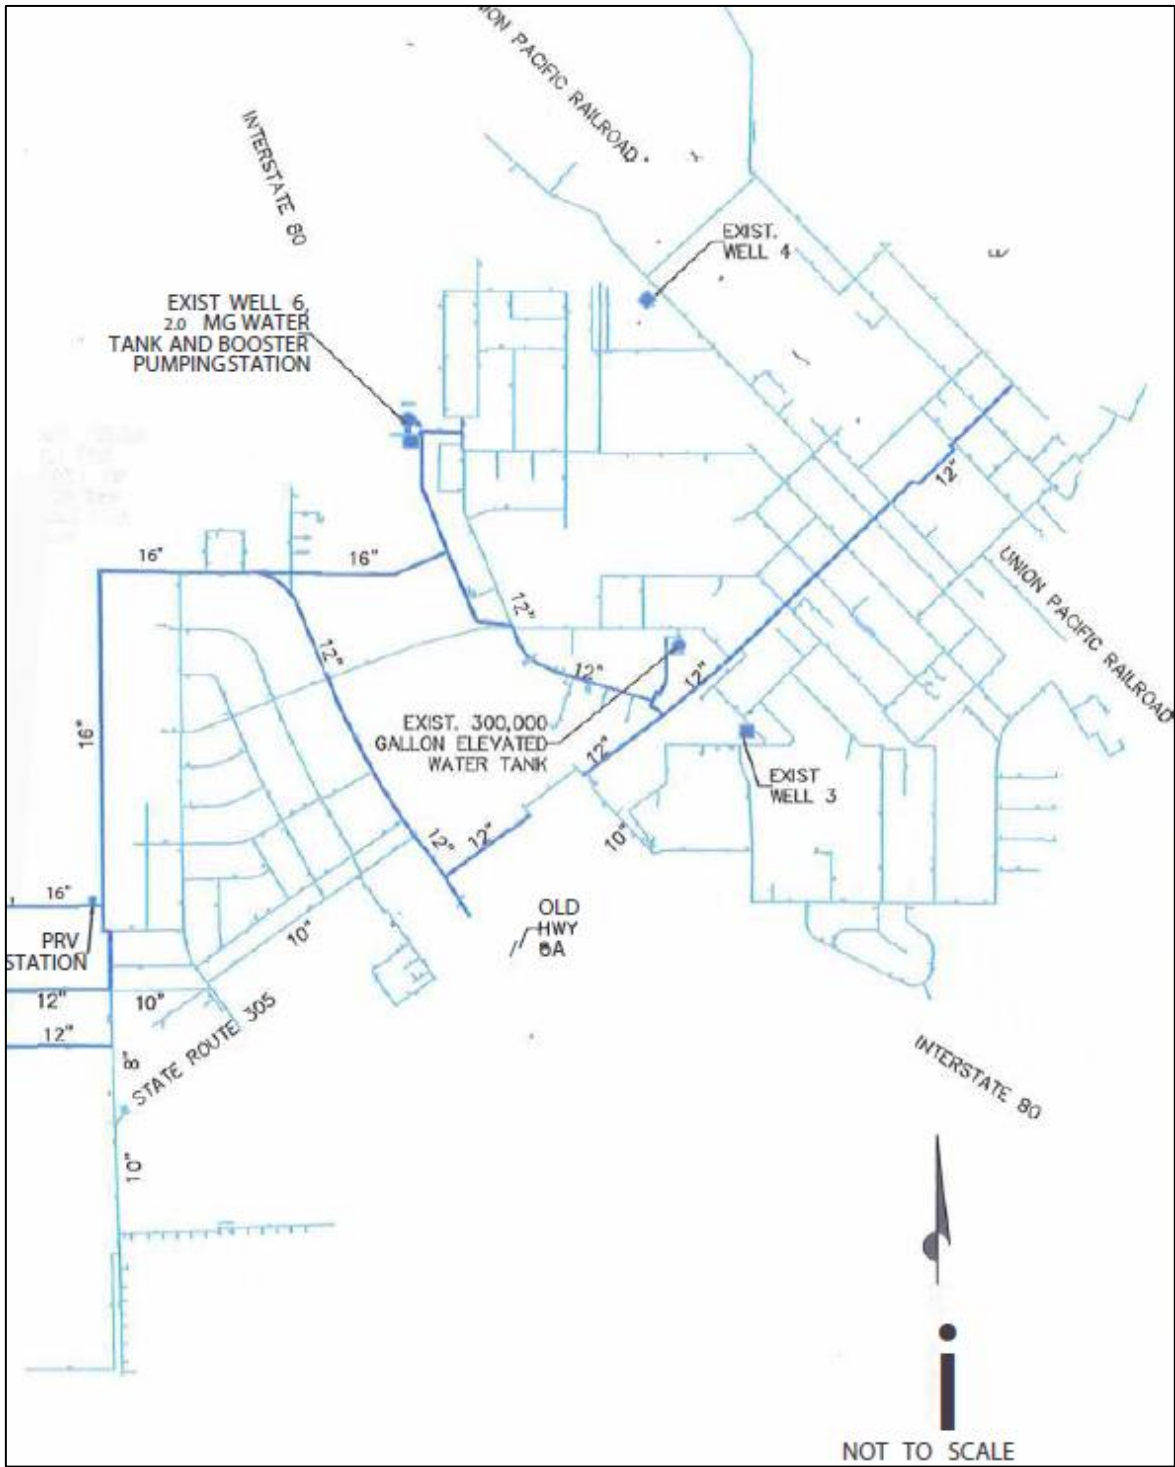 UNION PACIFIC RAILROAD
INTERSTATE 80
EXIST.
WELL 4
EXIST WELL 6,
2.0 MG WATER
TANK AND BOOSTER
PUMPINGSTATION
12"
UNION PACIFIC RAILROAD
16"
16"
12"
12"
12"
12"
16"
EXIST. 300,000
GALLON ELEVATED
WATER TANK
12"
EXIST
WELL 3
10"
12"
12"
16"
PRV
STATION
10"
OLD
HWY
8A
12"
10"
12"
8"
STATE ROUTE 305
INTERSTATE 80
10"
i
NOT TO SCALE